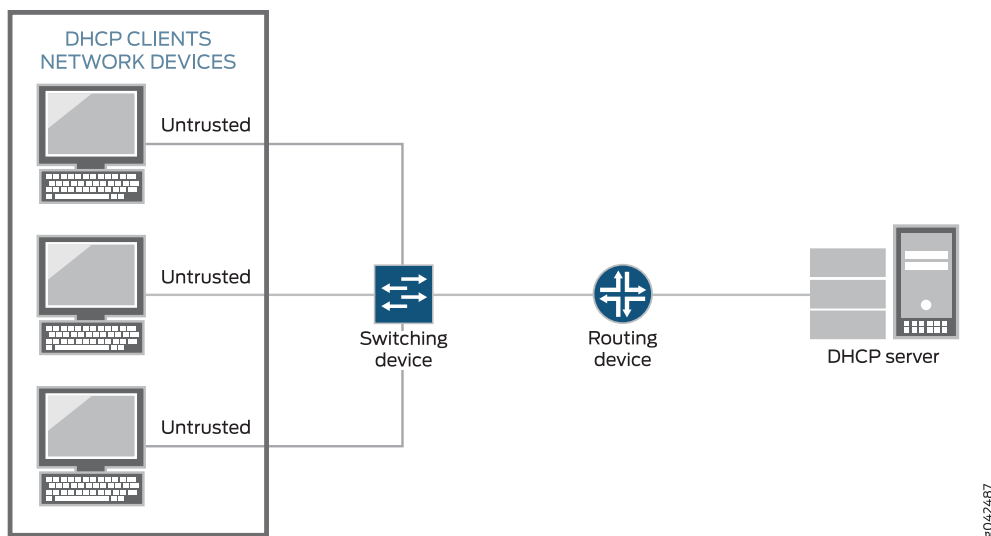 DHCP CLIENTS
NETWORK DEVICES
Untrusted
Untrusted
Untrusted
Switching
device
Routing
device
DHCP server
g042487